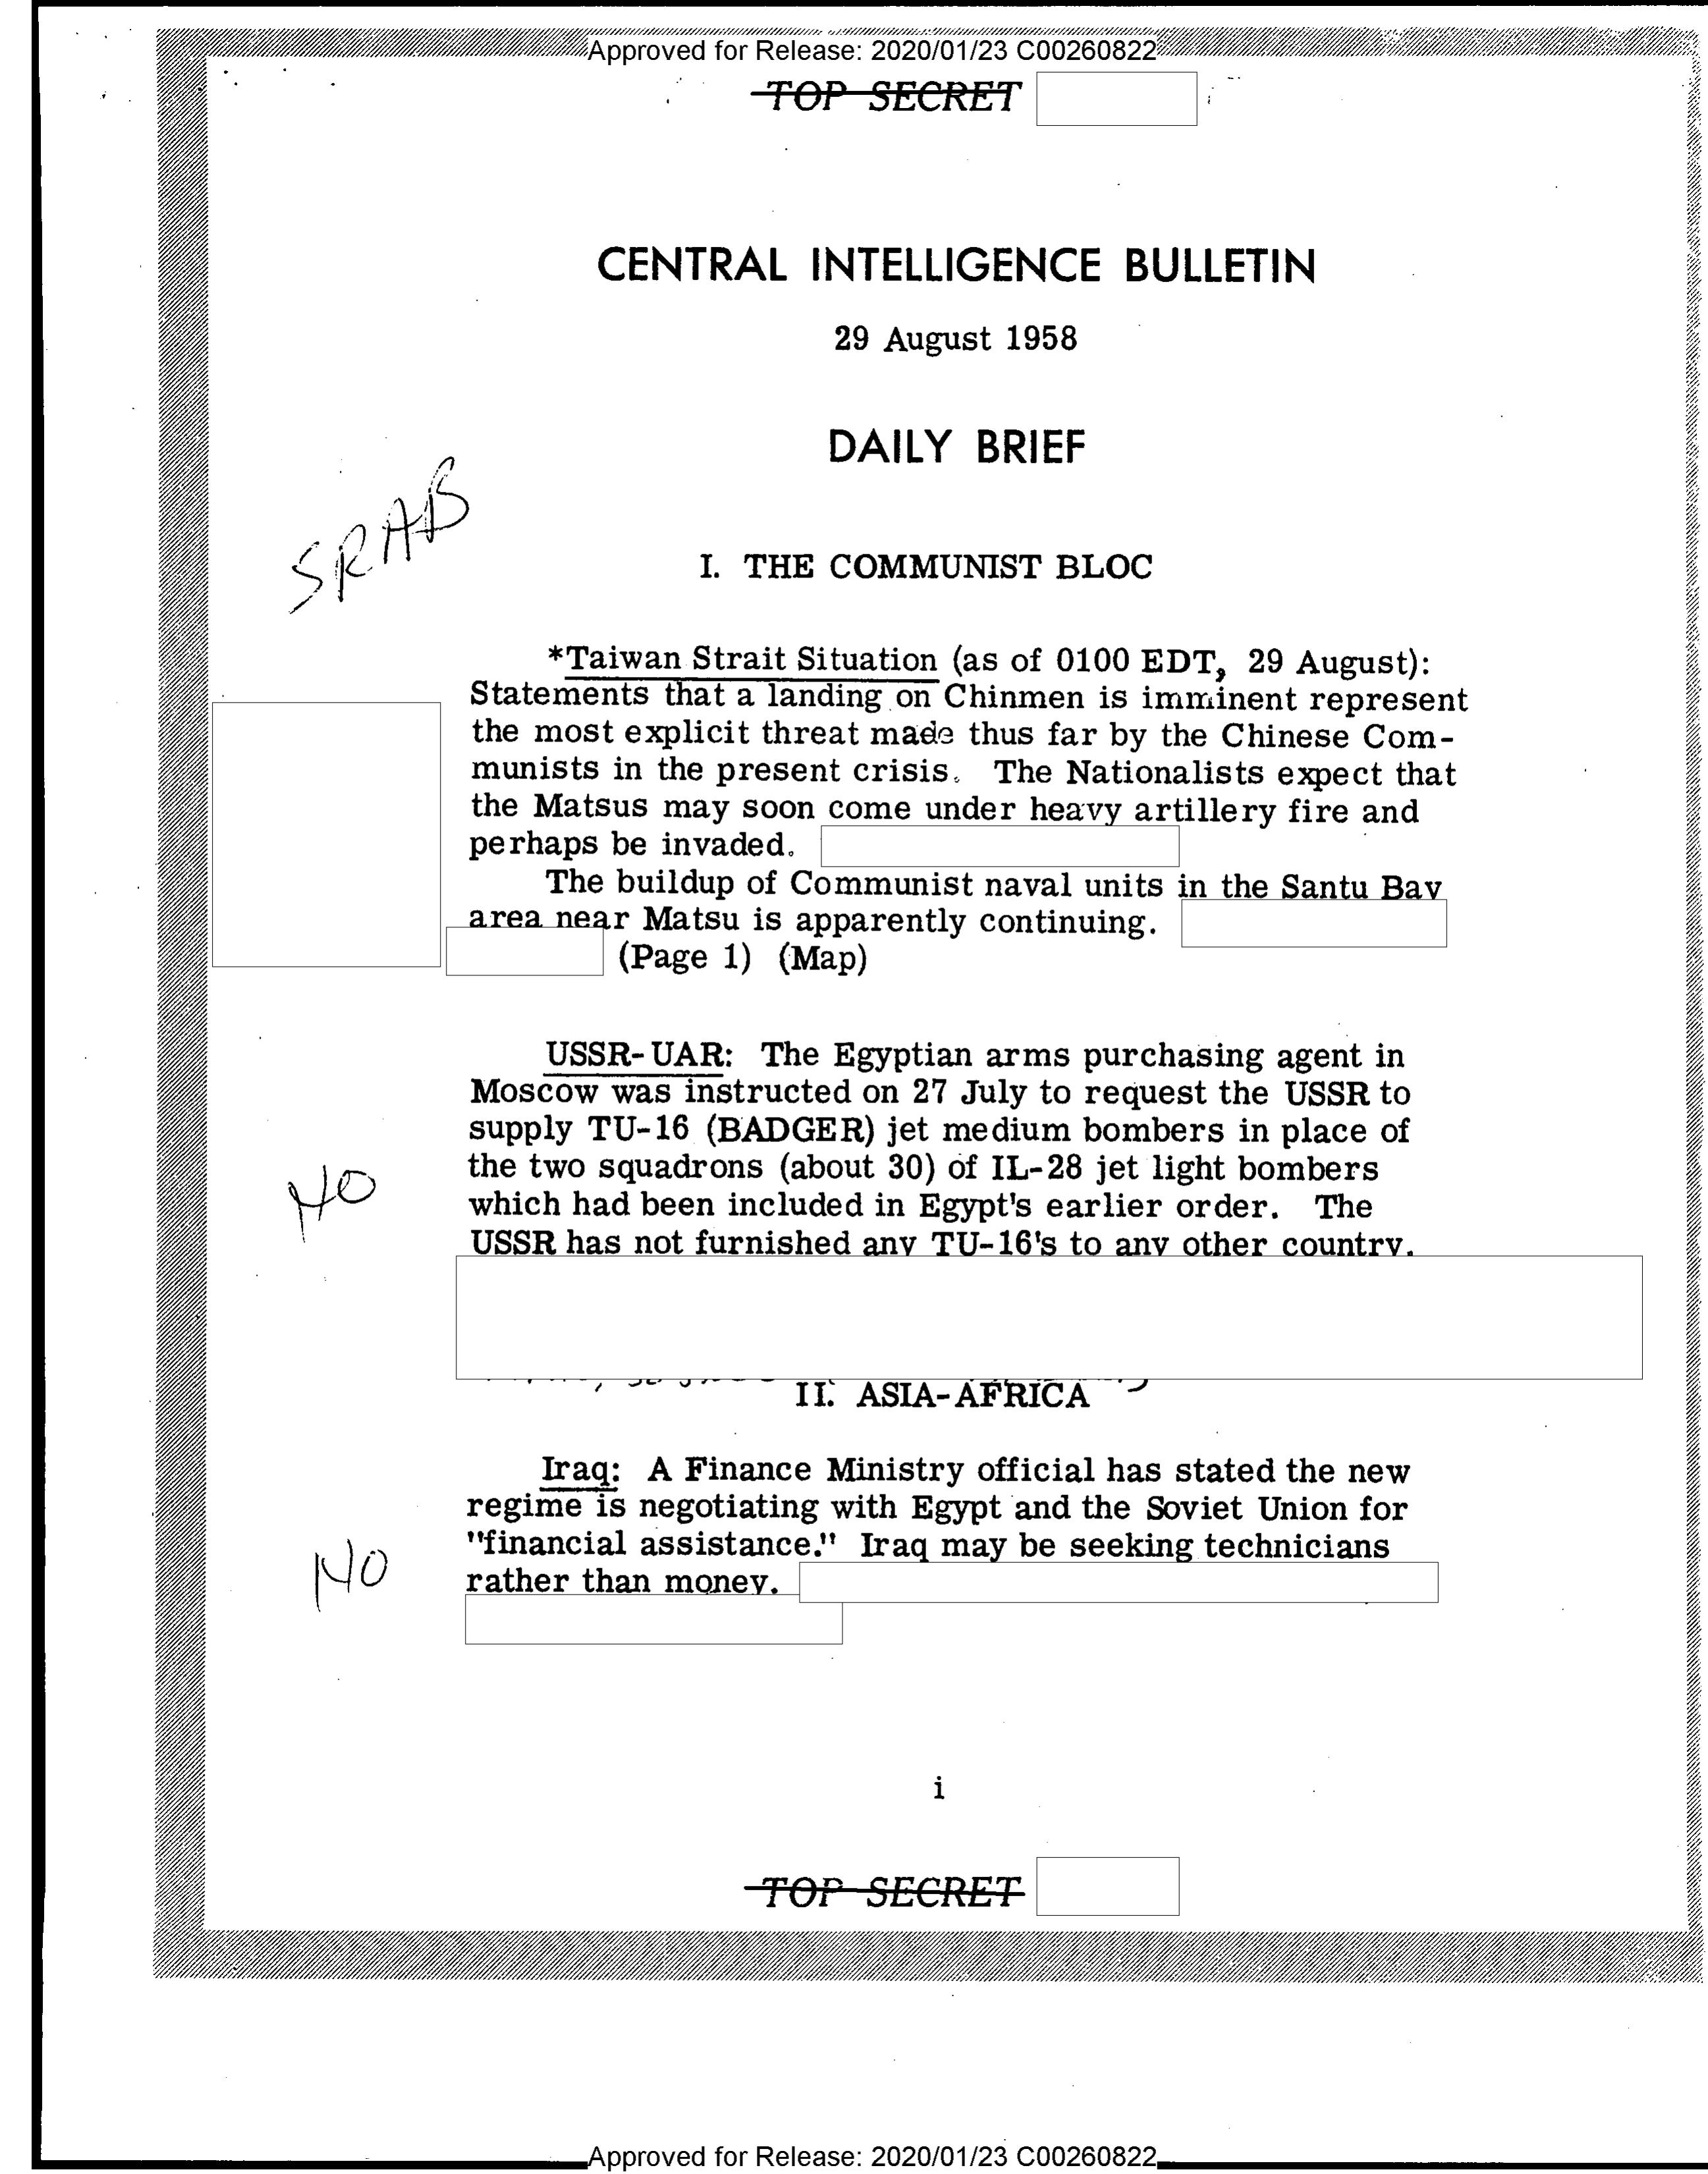 Approved for Release: 2020/01/23 C00260822
TOP SECRET
CENTRAL INTELLIGENCE BULLETIN
29 August 1958
DAILY BRIEF
SRAB
I. THE COMMUNIST BLOC
*Taiwan Strait Situation (as of 0100 EDT, 29 August):
Statements that a landing on Chinmen is imminent represent
the most explicit threat made thus far by the Chinese Com-
munists in the present crisis. The Nationalists expect that
the Matsus may soon come under heavy artillery fire and
perhaps be invaded.
The buildup of Communist naval units in the Santu Bay
area near Matsu is apparently continuing.
(Page 1) (Map)
USSR-UAR: The Egyptian arms purchasing agent in
Moscow was instructed on 27 July to request the USSR to
supply TU-16 (BADGER) jet medium bombers in place of
the two squadrons (about 30) of IL-28 jet light bombers
NO
which had been included in Egypt's earlier order. The
USSR has not furnished any TU-16's to any other country.
II. ASIA-AFRICA
Iraq: A Finance Ministry official has stated the new
regime is negotiating with Egypt and the Soviet Union for
"financial assistance." Iraq may be seeking technicians
NO
rather than money.
i
TOP SECRET
Approved for Release: 2020/01/23 C00260822